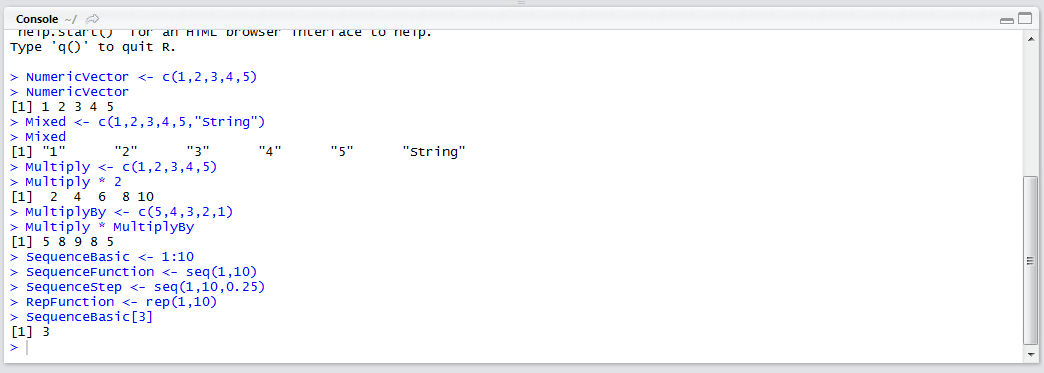 Console ~/
'help.start()' for an HTML browser interface to help.
Type 'q()' to quit R.
> NumericVector <- c(1,2,3,4,5)
> NumericVector
[1] 1 2 3 4 5
> Mixed <- c(1,2,3,4,5,"String")
> Mixed
[1] "1"      "2"      "3"      "4"      "5"      "String"
> Multiply <- c(1,2,3,4,5)
> Multiply * 2
[1]  2  4  6  8 10
> MultiplyBy <- c(5,4,3,2,1)
> Multiply * MultiplyBy
[1] 5 8 9 8 5
> SequenceBasic <- 1:10
> SequenceFunction <- seq(1,10)
> SequenceStep <- seq(1,10,0.25)
> RepFunction <- rep(1,10)
> SequenceBasic[3]
[1] 3
>